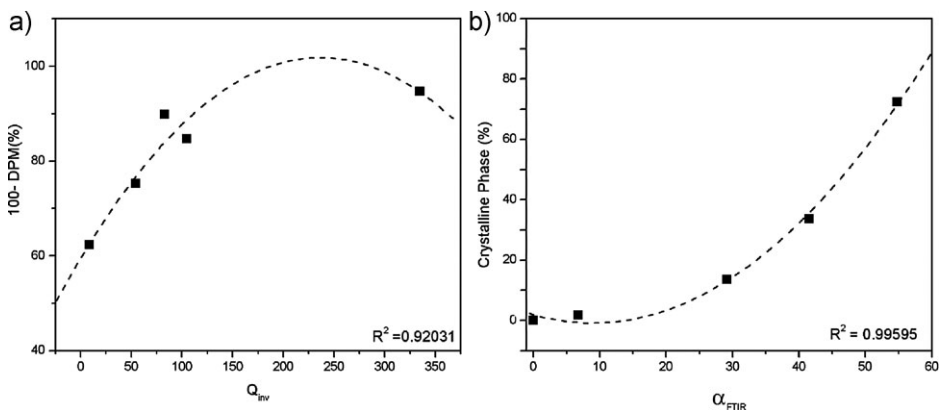 a)
100- DPM(%)
100
80
60
40
0 50 100 150 200 250 300 350
Q_inv
R² =0.92031
b)
Crystalline Phase (%)
100
80
60
40
20
0
0 10 20 30 40 50 60
α_FTIR
R² = 0.99595